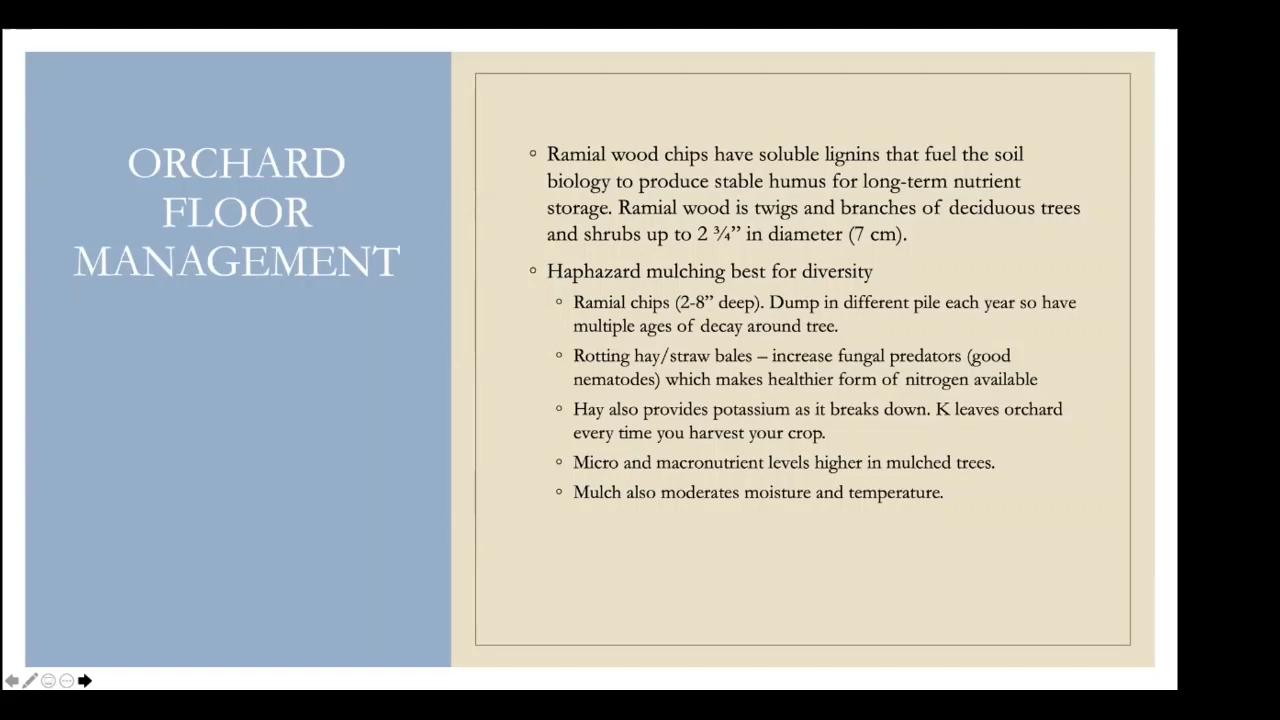 ORCHARD
FLOOR
MANAGEMENT
◦ Ramial wood chips have soluble lignins that fuel the soil
biology to produce stable humus for long-term nutrient
storage. Ramial wood is twigs and branches of deciduous trees
and shrubs up to 2 ¾” in diameter (7 cm).
◦ Haphazard mulching best for diversity
◦ Ramial chips (2-8” deep). Dump in different pile each year so have
multiple ages of decay around tree.
◦ Rotting hay/straw bales – increase fungal predators (good
nematodes) which makes healthier form of nitrogen available
◦ Hay also provides potassium as it breaks down. K leaves orchard
every time you harvest your crop.
◦ Micro and macronutrient levels higher in mulched trees.
◦ Mulch also moderates moisture and temperature.